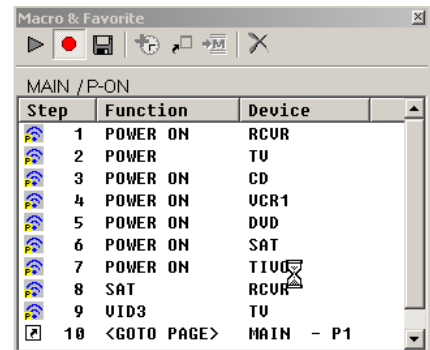 Macro & Favorite
MAIN / P-ON
Step Function Device
1 POWER ON RCVR
2 POWER TV
3 POWER ON CD
4 POWER ON VCR1
5 POWER ON DVD
6 POWER ON SAT
7 POWER ON TIVO
8 SAT RCVR
9 VID3 TV
10 <GOTO PAGE> MAIN - P1